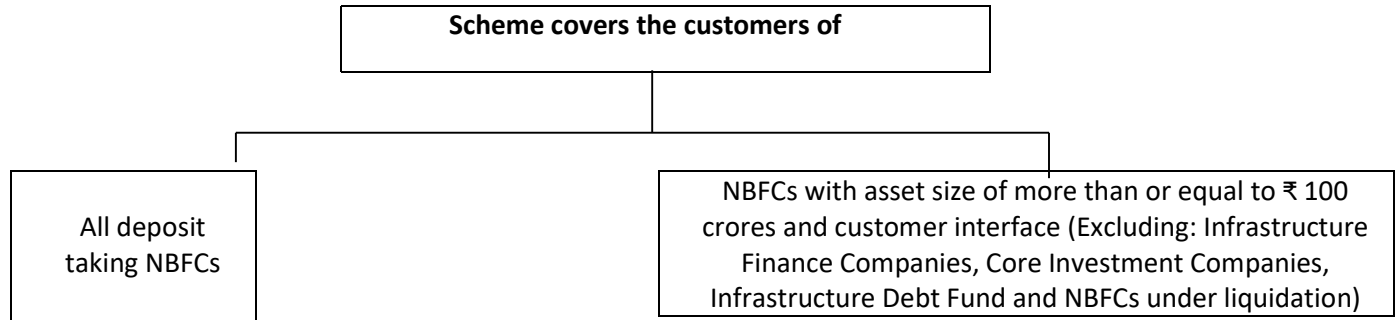 Scheme covers the customers of
All deposit
taking NBFCs
NBFCs with asset size of more than or equal to ₹ 100
crores and customer interface (Excluding: Infrastructure
Finance Companies, Core Investment Companies,
Infrastructure Debt Fund and NBFCs under liquidation)